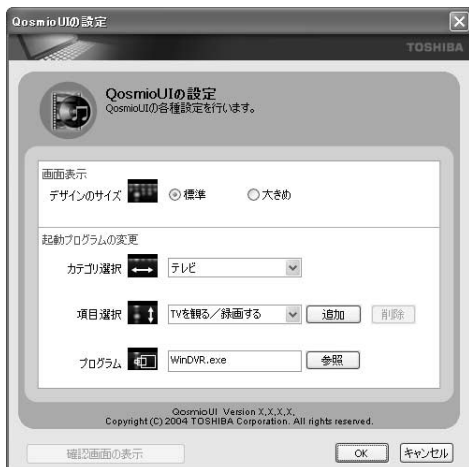 QosmioUIの設定
TOSHIBA
QosmioUIの設定
QosmioUIの各種設定を行います。
画面表示
デザインのサイズ 標準 大きめ
起動プログラムの変更
カテゴリ選択 テレビ
項目選択 TVを観る／録画する 追加 削除
プログラム WinDVR.exe 参照
QosmioUI Version X,X,X,X,
Copyright (C) 2004 TOSHIBA Corporation. All rights reserved.
確認画面の表示 OK キャンセル